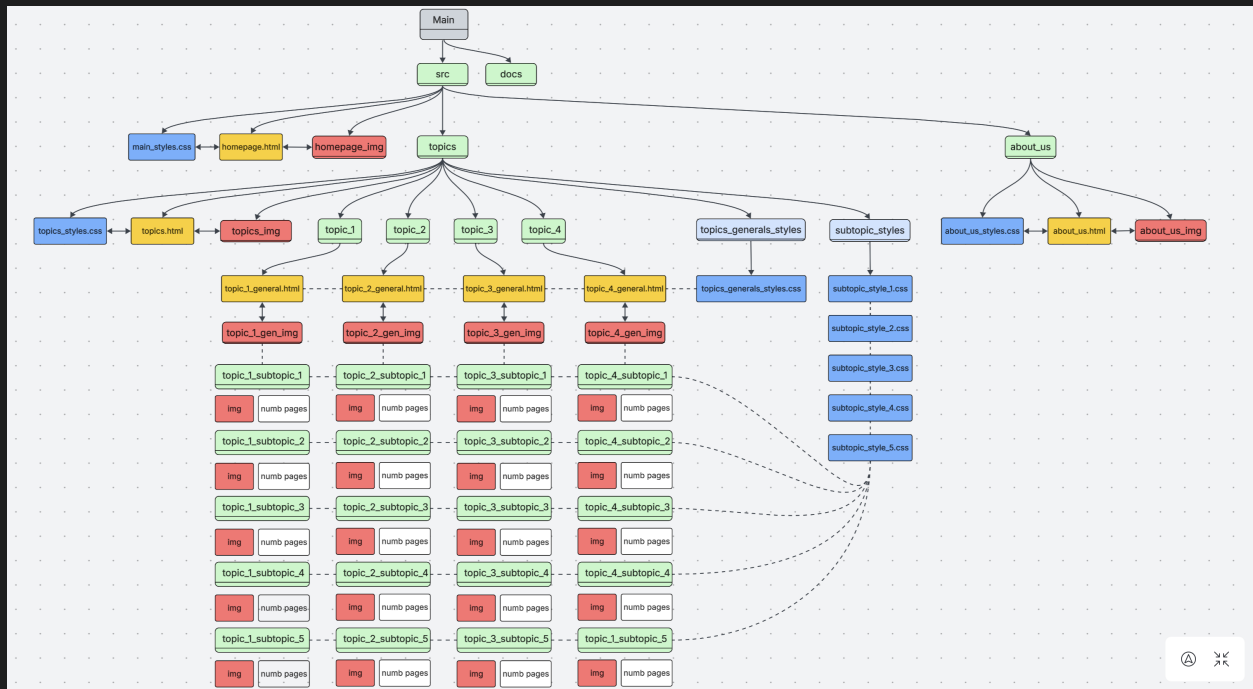 Main
src
docs
main_styles.css
homepage.html
homepage_img
topics
about_us
topics_styles.css
topics.html
topics_img
topic_1
topic_2
topic_3
topic_4
topics_generals_styles
subtopic_styles
about_us_styles.css
about_us.html
about_us_img
topic_1_general.html
topic_2_general.html
topic_3_general.html
topic_4_general.html
topics_generals_styles.css
subtopic_style_1.css
topic_1_gen_img
topic_2_gen_img
topic_3_gen_img
topic_4_gen_img
subtopic_style_2.css
subtopic_style_3.css
topic_1_subtopic_1
topic_2_subtopic_1
topic_3_subtopic_1
topic_4_subtopic_1
img
numb pages
img
numb pages
img
numb pages
img
numb pages
subtopic_style_4.css
topic_1_subtopic_2
topic_2_subtopic_2
topic_3_subtopic_2
topic_4_subtopic_2
subtopic_style_5.css
img
numb pages
img
numb pages
img
numb pages
img
numb pages
topic_1_subtopic_3
topic_2_subtopic_3
topic_3_subtopic_3
topic_4_subtopic_3
img
numb pages
img
numb pages
img
numb pages
img
numb pages
topic_1_subtopic_4
topic_2_subtopic_4
topic_3_subtopic_4
topic_4_subtopic_4
img
numb pages
img
numb pages
img
numb pages
img
numb pages
topic_1_subtopic_5
topic_2_subtopic_5
topic_3_subtopic_5
topic_1_subtopic_5
img
numb pages
img
numb pages
img
numb pages
img
numb pages